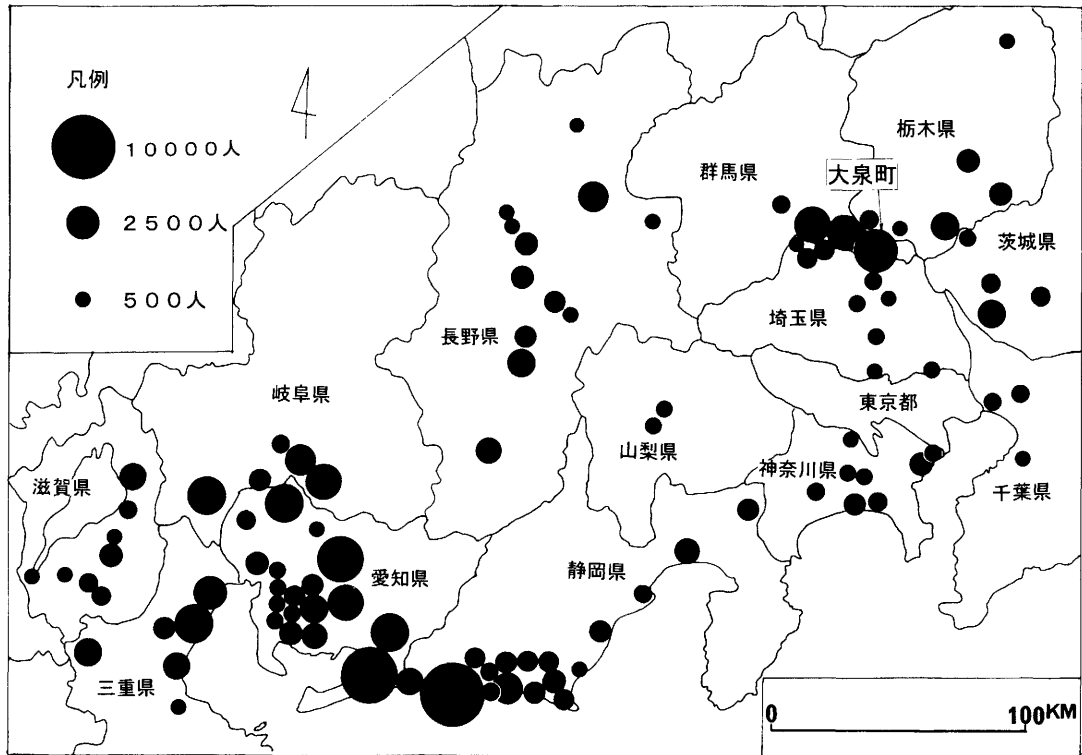 凡例
10000人
2500人
500人
栃木県
群馬県
大泉町
茨城県
埼玉県
長野県
岐阜県
東京都
山梨県
神奈川県
滋賀県
千葉県
静岡県
愛知県
三重県
0 100KM